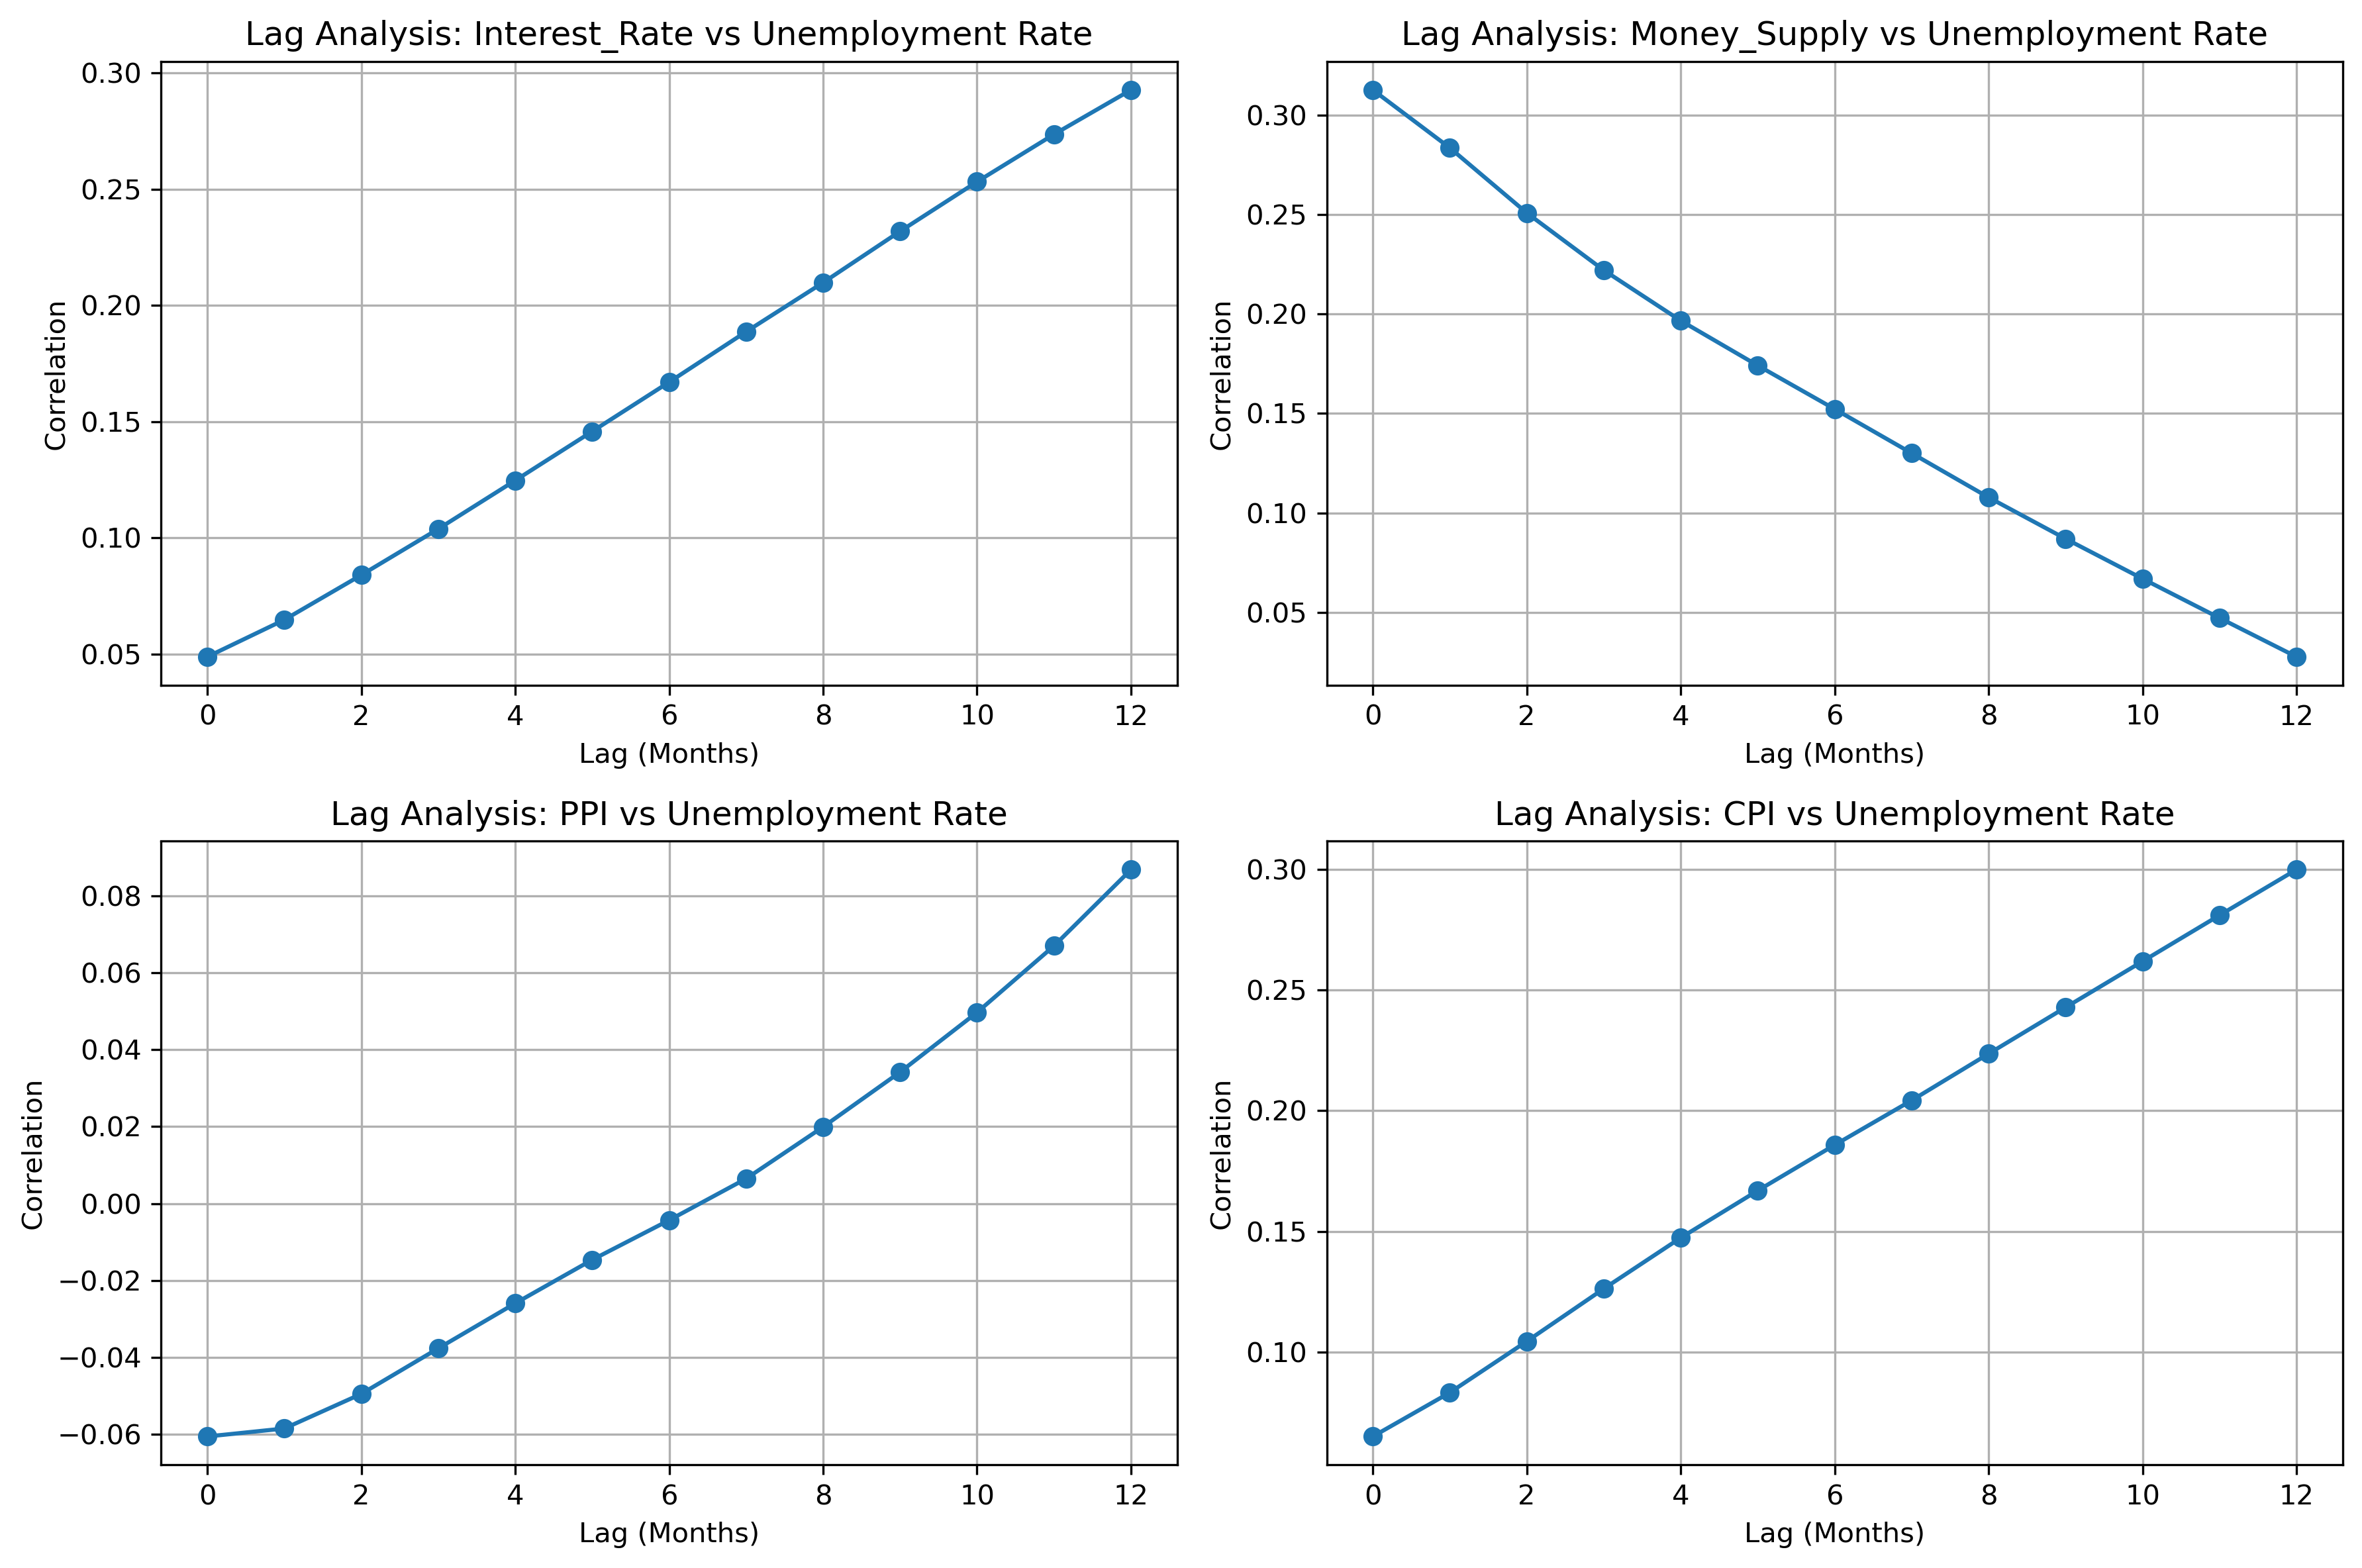 Lag Analysis: Interest_Rate vs Unemployment Rate
0.30
0.25
0.20
0.15
0.10
0.05
Correlation
0 2 4 6 8 10 12
Lag (Months)
Lag Analysis: Money_Supply vs Unemployment Rate
0.30
0.25
0.20
0.15
0.10
0.05
Correlation
0 2 4 6 8 10 12
Lag (Months)
Lag Analysis: PPI vs Unemployment Rate
0.08
0.06
0.04
0.02
0.00
−0.02
−0.04
−0.06
Correlation
0 2 4 6 8 10 12
Lag (Months)
Lag Analysis: CPI vs Unemployment Rate
0.30
0.25
0.20
0.15
0.10
Correlation
0 2 4 6 8 10 12
Lag (Months)